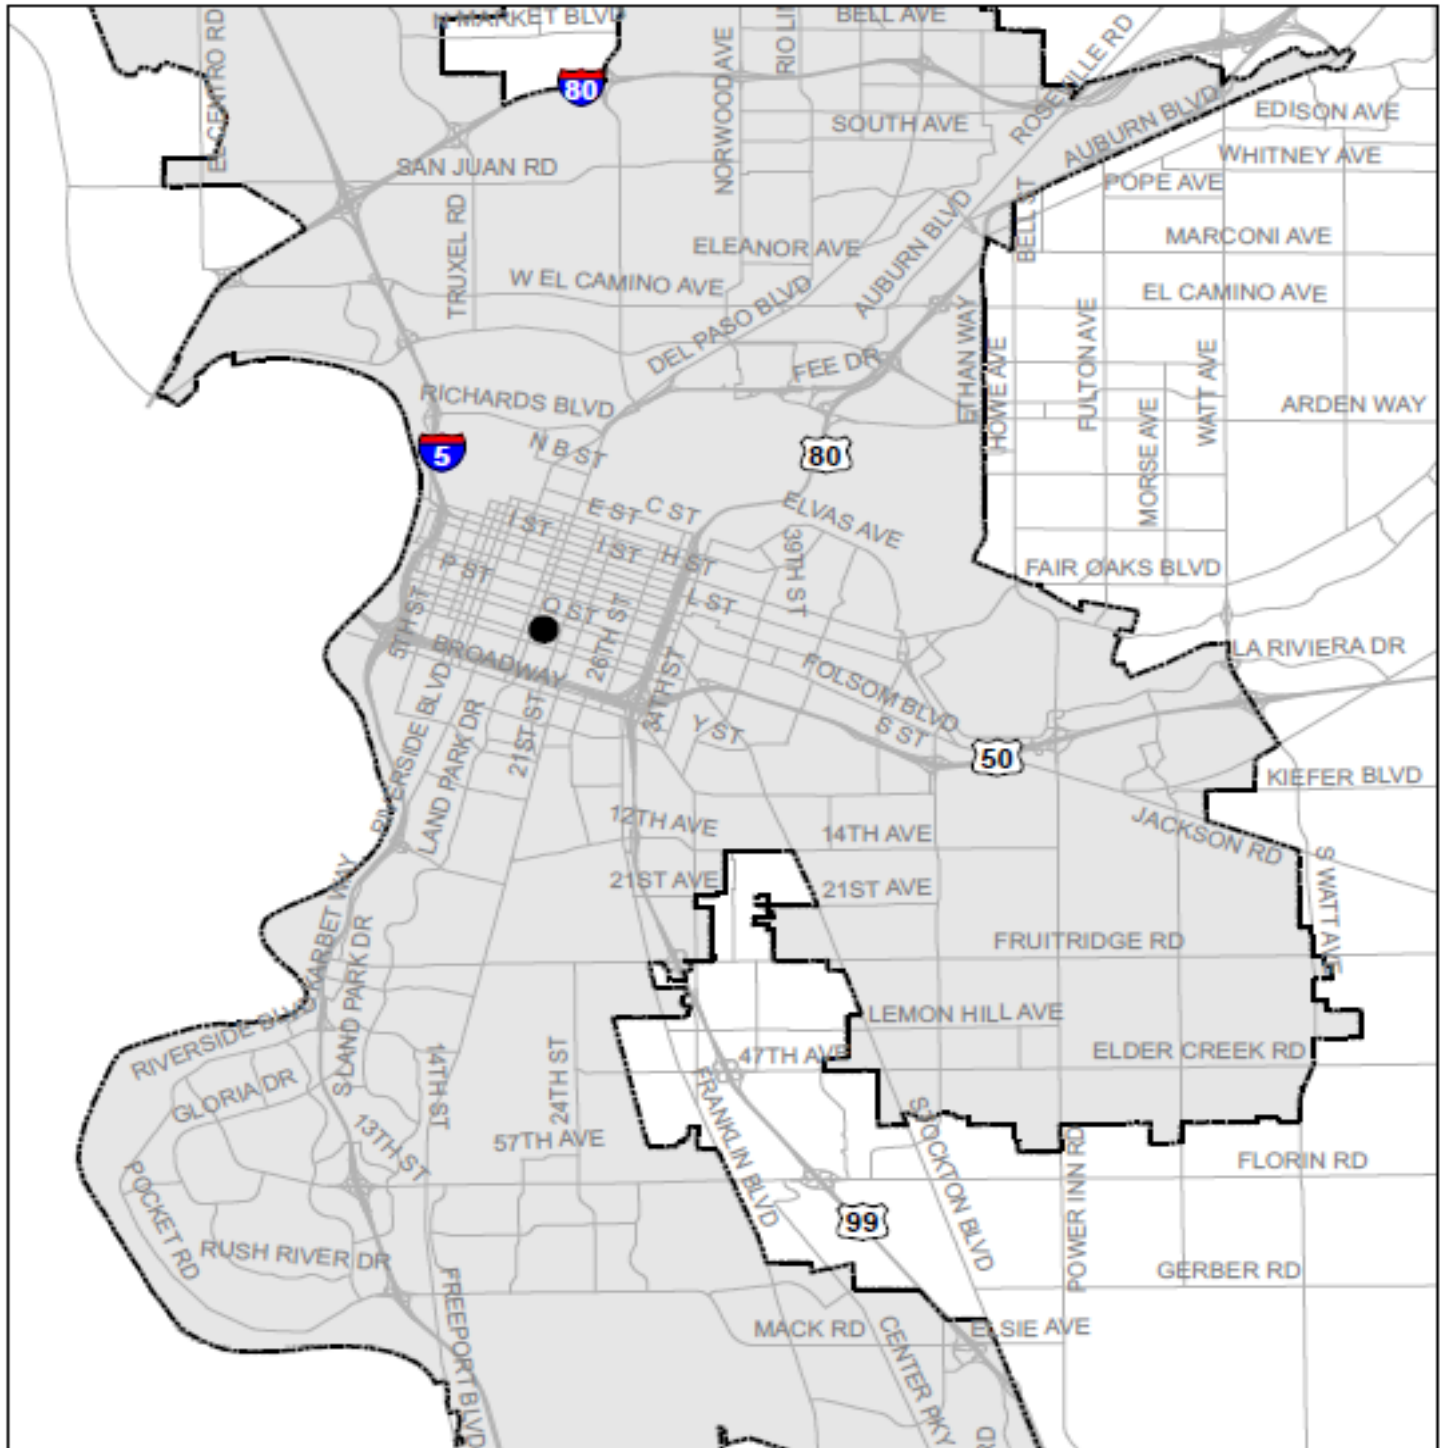 N MARKET BLVD
BELL AVE
EL CENTRO RD
80
NORWOOD AVE
RIO LI
ROSEVILLE RD
SOUTH AVE
AUBURN BLVD
EDISON AVE
WHITNEY AVE
SAN JUAN RD
POPE AVE
TRUXEL RD
ELEANOR AVE
AUBURN BLVD
BELL ST
MARCONI AVE
W EL CAMINO AVE
EL CAMINO AVE
DEL PASO BLVD
FEE DR
ETHAN WAY
HOWE AVE
FULTON AVE
WATT AVE
RICHARDS BLVD
ARDEN WAY
MORSE AVE
5
N B ST
80
E ST
C ST
ELVAS AVE
I ST
I ST
H ST
39TH ST
P ST
FAIR OAKS BLVD
5TH ST
Q ST
26TH ST
L ST
BROADWAY
34TH ST
FOLSOM BLVD
LA RIVIERA DR
RIVERSIDE BLVD
LAND PARK DR
21ST ST
Y ST
S ST
50
KIEFER BLVD
12TH AVE
14TH AVE
JACKSON RD
21ST AVE
21ST AVE
S WATT AVE
KARBET WAY
S LAND PARK DR
FRUITRIDGE RD
RIVERSIDE BLVD
LEMON HILL AVE
14TH ST
24TH ST
47TH AVE
ELDER CREEK RD
GLORIA DR
13TH ST
57TH AVE
FRANKLIN BLVD
STOCKTON BLVD
FLORIN RD
POCKET RD
99
POWER INN RD
RUSH RIVER DR
GERBER RD
FREEPORT BLVD
MACK RD
CENTER PKY
ELSIE AVE
RD